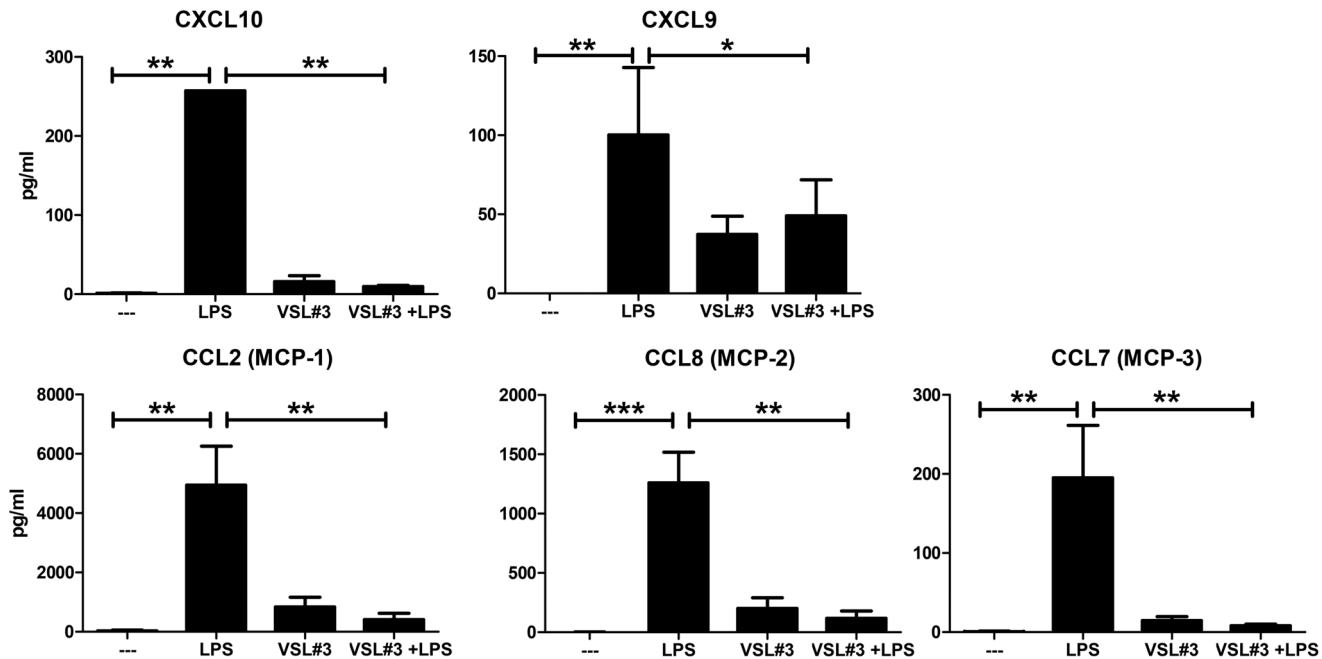 CXCL10
CXCL9
300
200
100
0
pg/ml
** **
--- LPS VSL#3 VSL#3 +LPS
150
100
50
0
** *
--- LPS VSL#3 VSL#3 +LPS
CCL2 (MCP-1)
CCL8 (MCP-2)
CCL7 (MCP-3)
8000
6000
4000
2000
0
pg/ml
** **
--- LPS VSL#3 VSL#3 +LPS
2000
1500
1000
500
0
*** **
--- LPS VSL#3 VSL#3 +LPS
300
200
100
0
** **
--- LPS VSL#3 VSL#3 +LPS